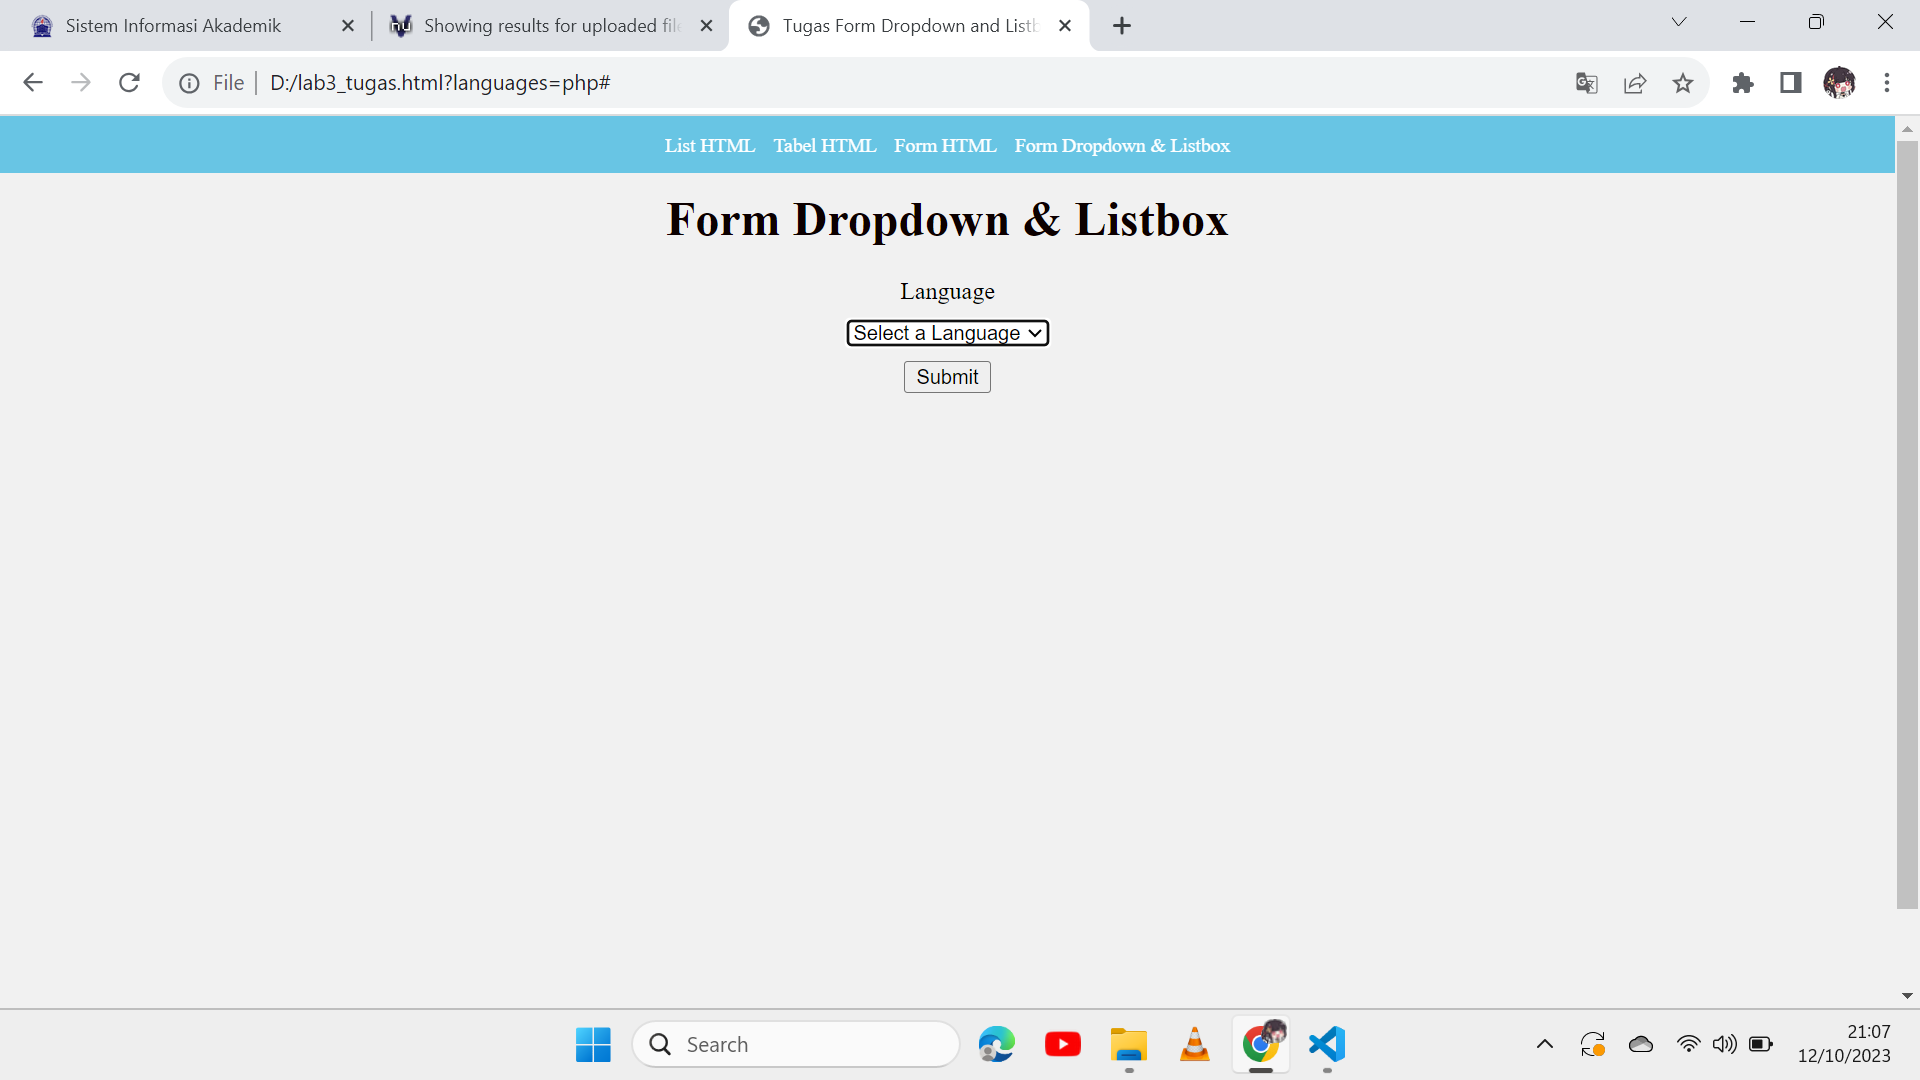 Sistem Informasi Akademik
Showing results for uploaded file
Tugas Form Dropdown and Listb
File
D:/lab3_tugas.html?languages=php#
List HTML Tabel HTML Form HTML Form Dropdown & Listbox
Form Dropdown & Listbox
Language
Select a Language
Submit
Search
21:07
12/10/2023